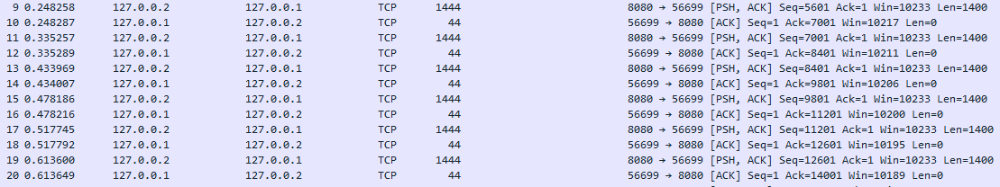 9 0.248258 127.0.0.2 127.0.0.1 TCP 1444 8080 → 56699 [PSH, ACK] Seq=5601 Ack=1 Win=10233 Len=1400
10 0.248287 127.0.0.1 127.0.0.2 TCP 44 56699 → 8080 [ACK] Seq=1 Ack=7001 Win=10217 Len=0
11 0.335257 127.0.0.2 127.0.0.1 TCP 1444 8080 → 56699 [PSH, ACK] Seq=7001 Ack=1 Win=10233 Len=1400
12 0.335289 127.0.0.1 127.0.0.2 TCP 44 56699 → 8080 [ACK] Seq=1 Ack=8401 Win=10211 Len=0
13 0.433969 127.0.0.2 127.0.0.1 TCP 1444 8080 → 56699 [PSH, ACK] Seq=8401 Ack=1 Win=10233 Len=1400
14 0.434007 127.0.0.1 127.0.0.2 TCP 44 56699 → 8080 [ACK] Seq=1 Ack=9801 Win=10206 Len=0
15 0.478186 127.0.0.2 127.0.0.1 TCP 1444 8080 → 56699 [PSH, ACK] Seq=9801 Ack=1 Win=10233 Len=1400
16 0.478216 127.0.0.1 127.0.0.2 TCP 44 56699 → 8080 [ACK] Seq=1 Ack=11201 Win=10200 Len=0
17 0.517745 127.0.0.2 127.0.0.1 TCP 1444 8080 → 56699 [PSH, ACK] Seq=11201 Ack=1 Win=10233 Len=1400
18 0.517792 127.0.0.1 127.0.0.2 TCP 44 56699 → 8080 [ACK] Seq=1 Ack=12601 Win=10195 Len=0
19 0.613600 127.0.0.2 127.0.0.1 TCP 1444 8080 → 56699 [PSH, ACK] Seq=12601 Ack=1 Win=10233 Len=1400
20 0.613649 127.0.0.1 127.0.0.2 TCP 44 56699 → 8080 [ACK] Seq=1 Ack=14001 Win=10189 Len=0